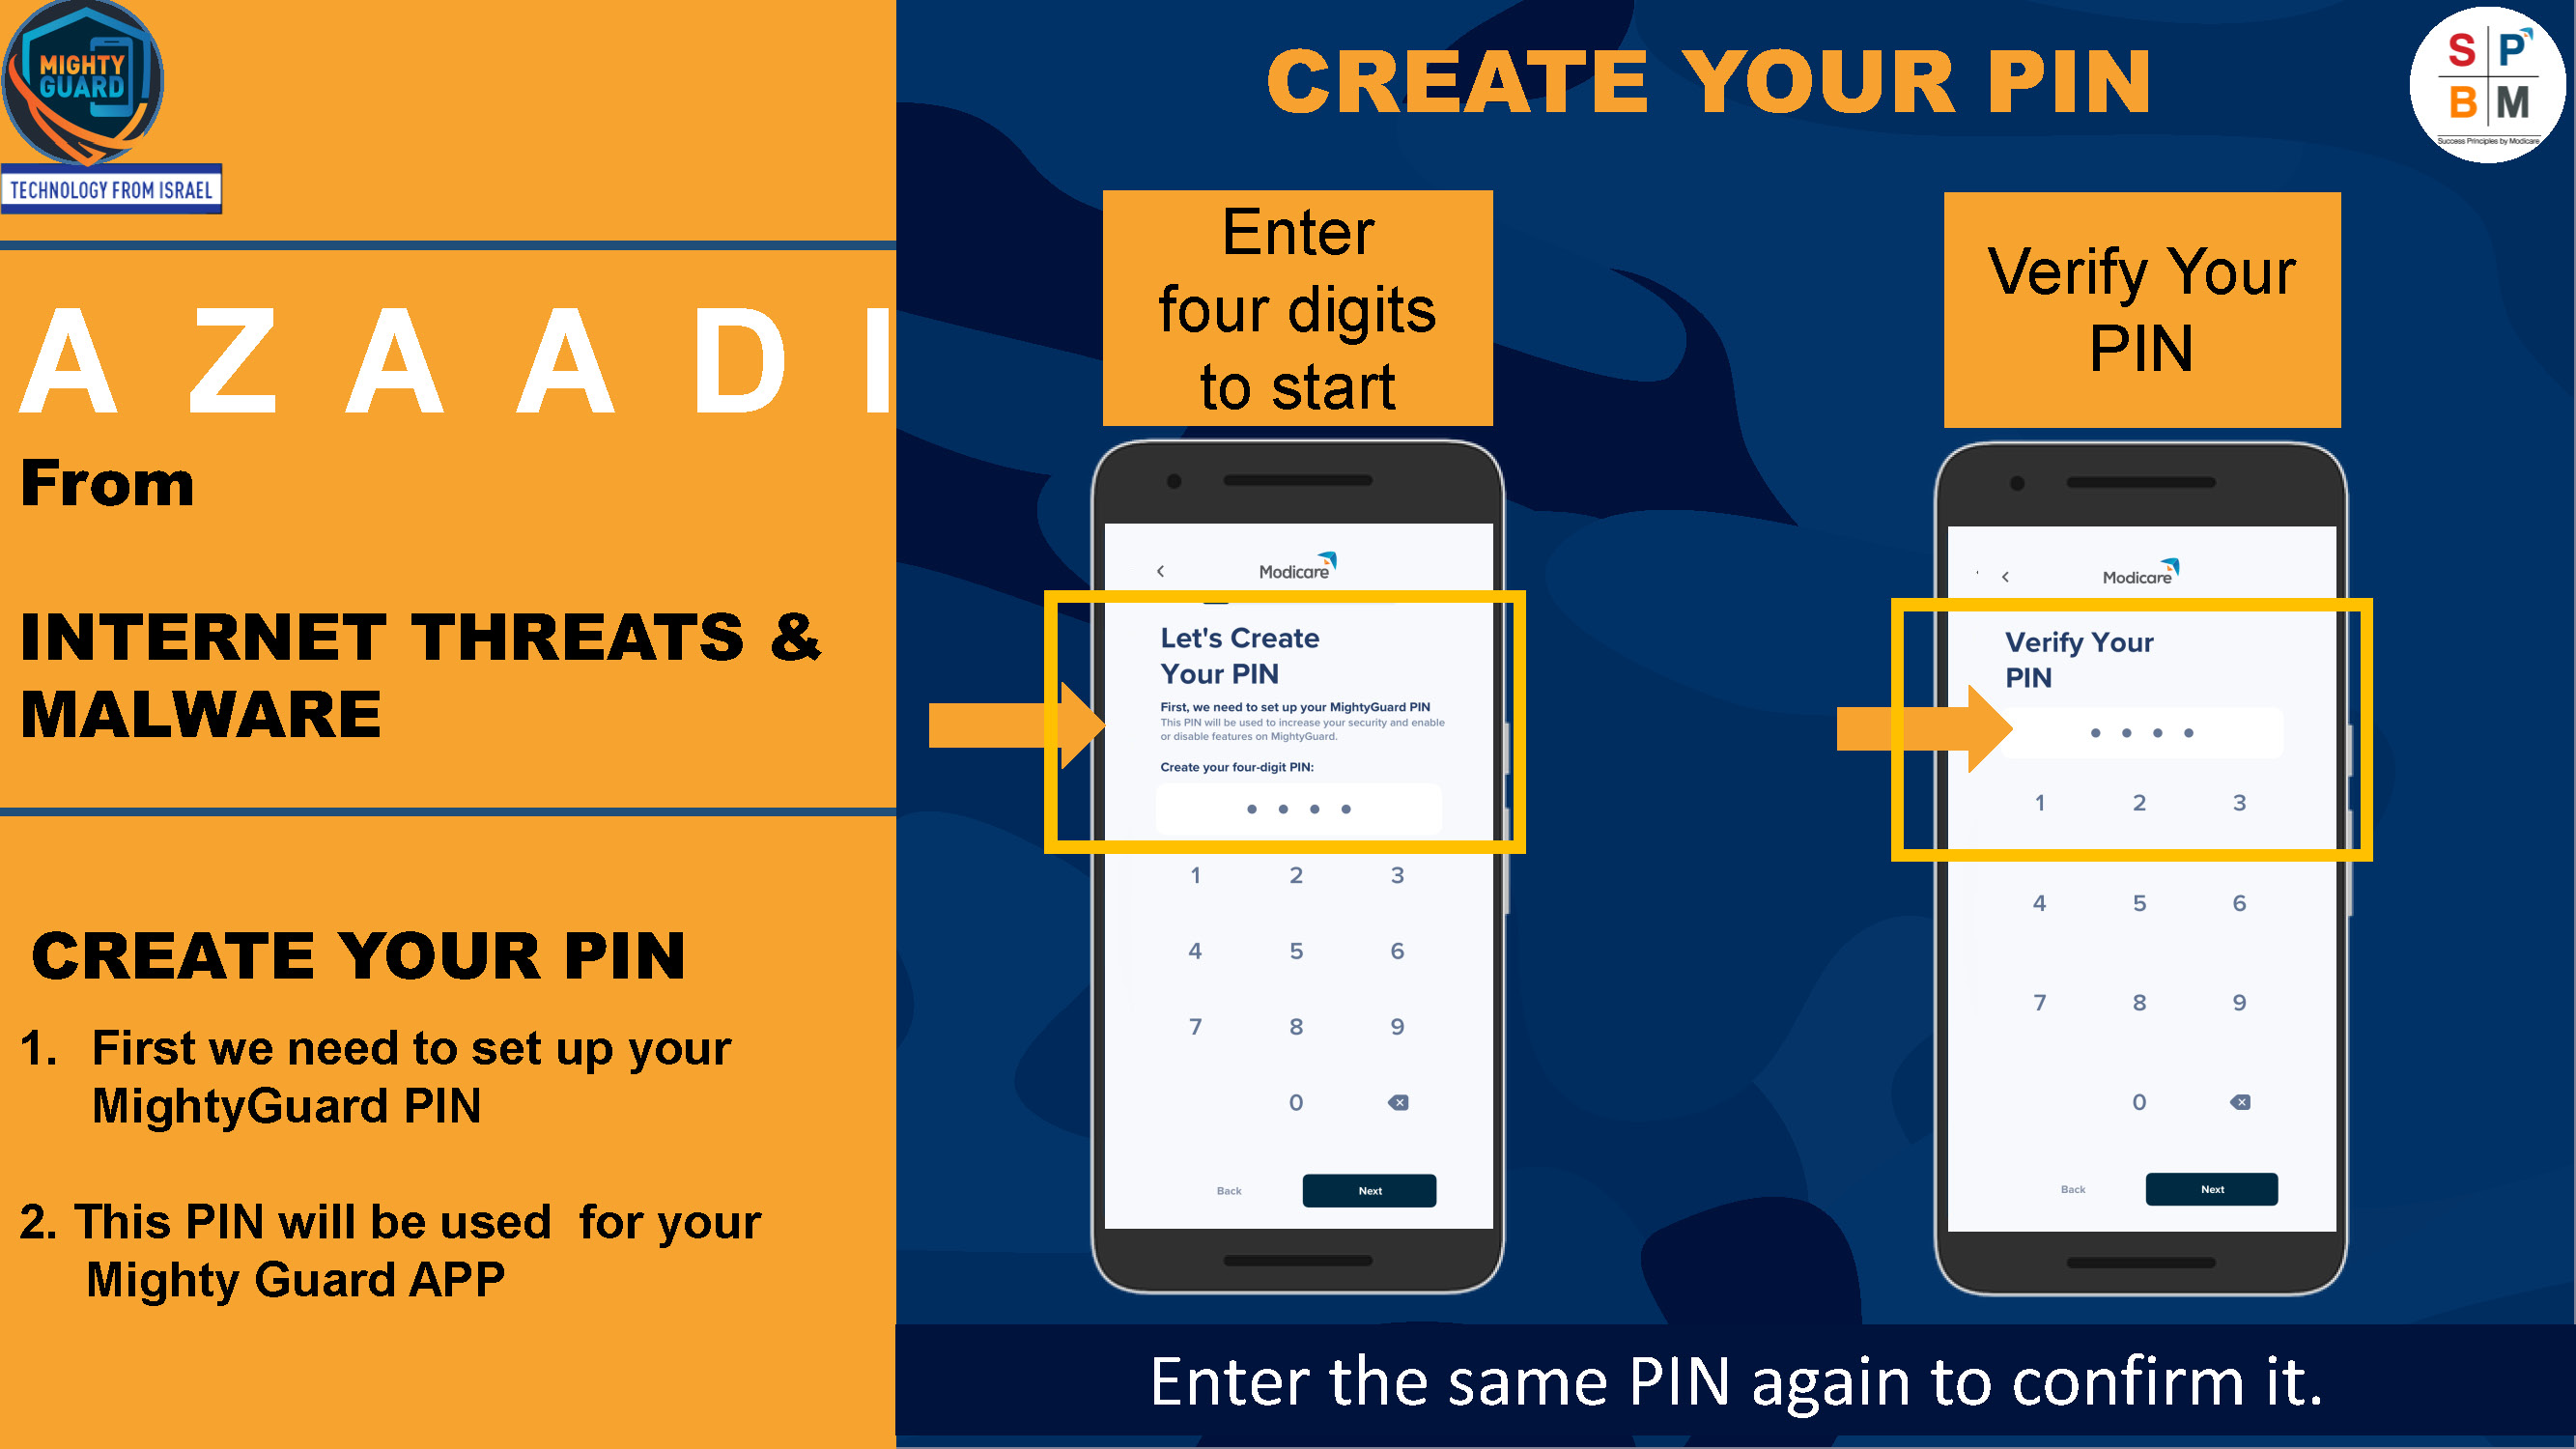 MIGHTY
GUARD
TECHNOLOGY FROM ISRAEL
A Z A A D I
From
INTERNET THREATS &
MALWARE
CREATE YOUR PIN
1. First we need to set up your
MightyGuard PIN
2. This PIN will be used for your
Mighty Guard APP
CREATE YOUR PIN
S P
B M
Success Principles by Modicare
Enter
four digits
to start
Modicare
Let's Create
Your PIN
First, we need to set up your MightyGuard PIN
This PIN will be used to increase your security and enable
or disable features on MightyGuard.
Create your four-digit PIN:
1 2 3
4 5 6
7 8 9
0
Back Next
Verify Your
PIN
Modicare
Verify Your
PIN
1 2 3
4 5 6
7 8 9
0
Back Next
Enter the same PIN again to confirm it.